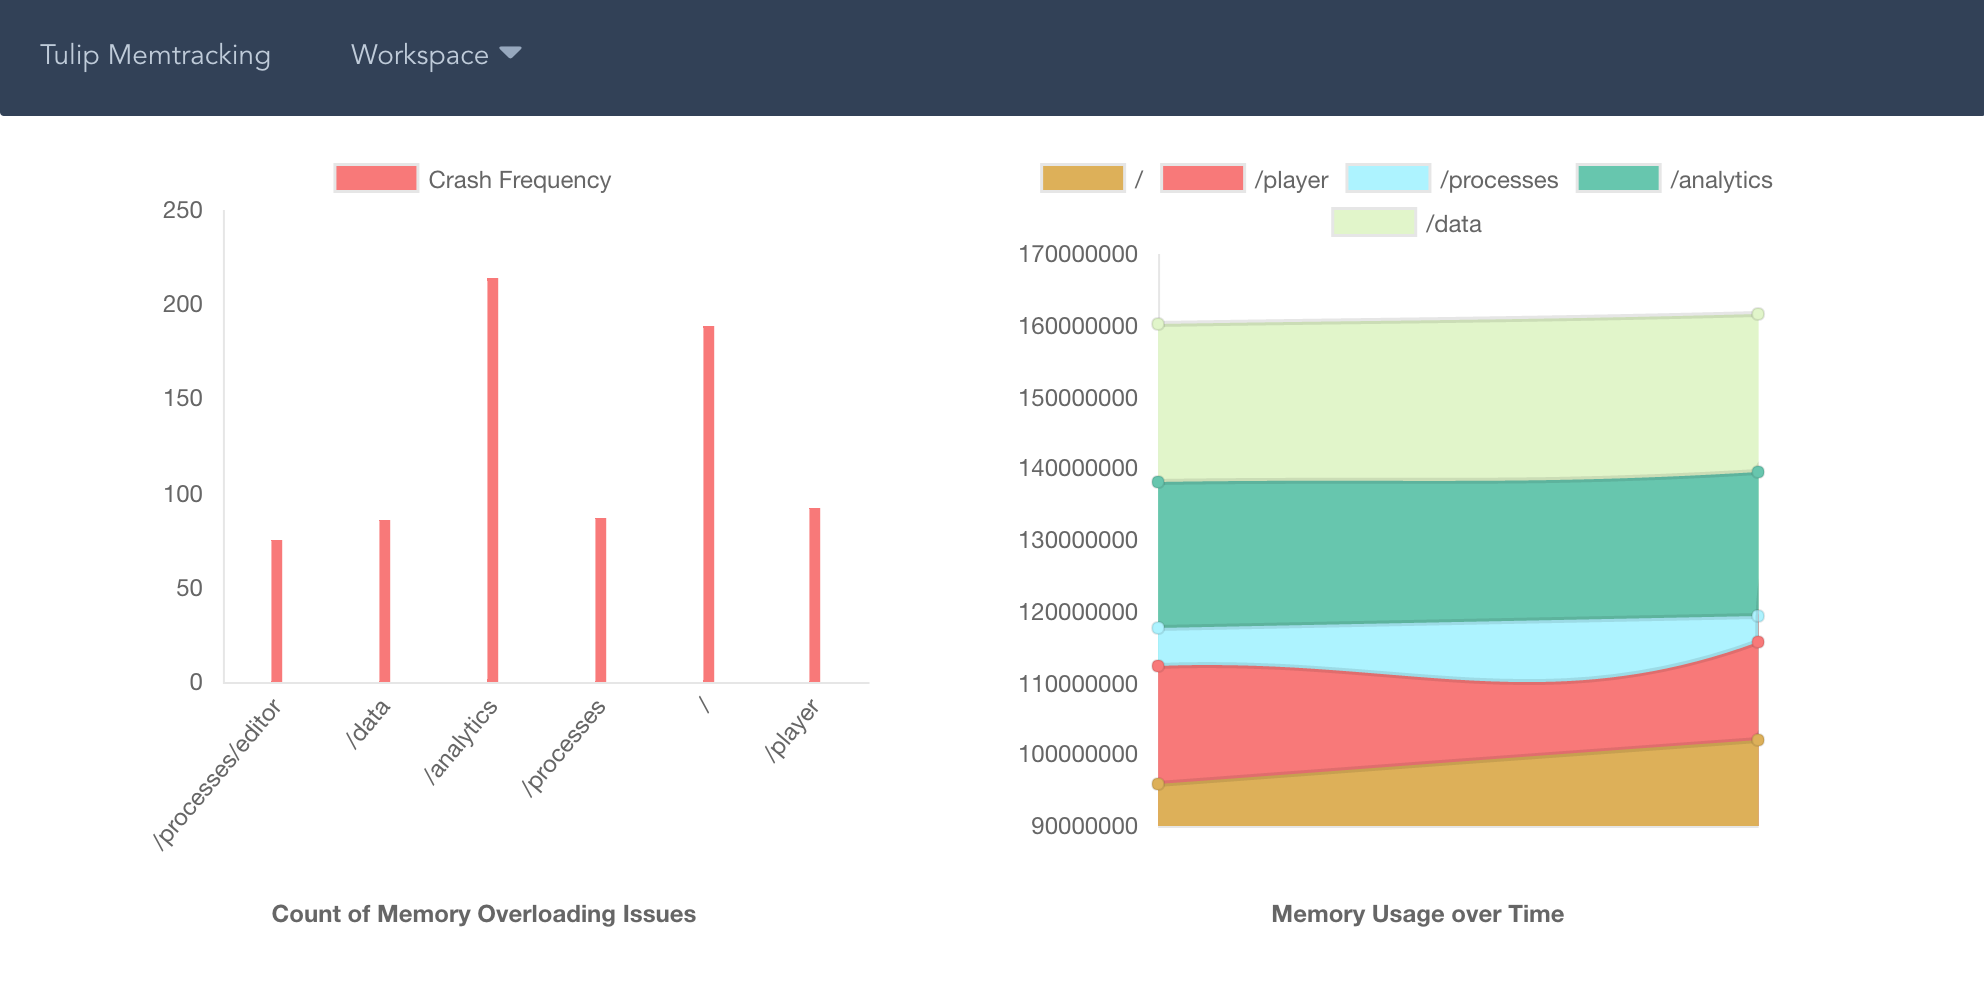 Tulip Memtracking Workspace
Crash Frequency
250
200
150
100
50
0
/processes/editor
/data
/analytics
/processes
/
/player
Count of Memory Overloading Issues
/ /player /processes /analytics
/data
170000000
160000000
150000000
140000000
130000000
120000000
110000000
100000000
90000000
Memory Usage over Time